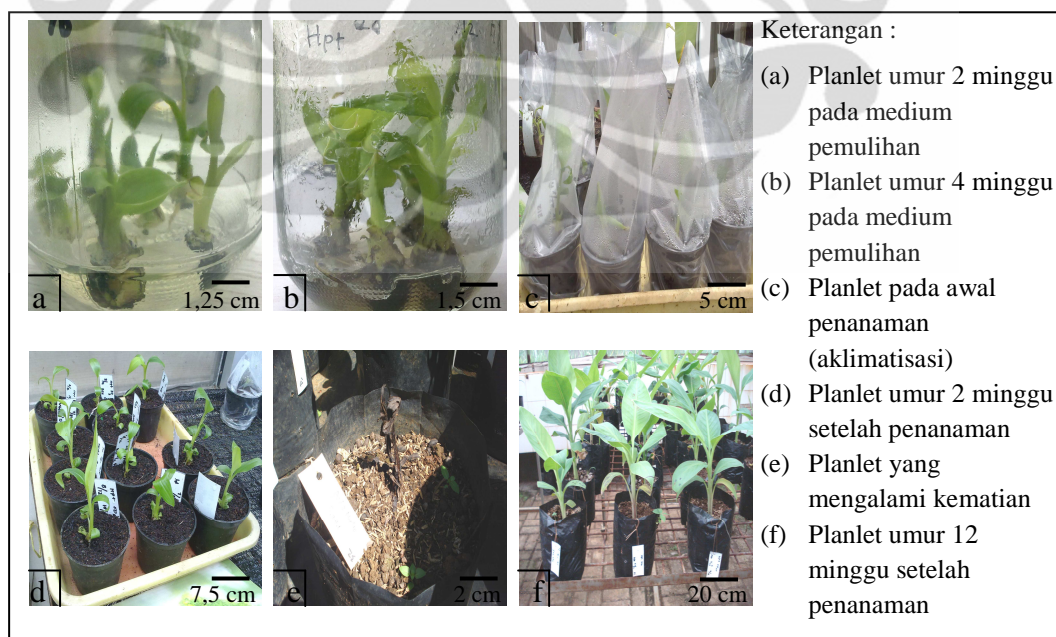 Hpt 28
a
1,25 cm
b
1,5 cm
c
5 cm
d
7,5 cm
e
2 cm
f
20 cm
Keterangan :
(a) Planlet umur 2 minggu
pada medium
pemulihan
(b) Planlet umur 4 minggu
pada medium
pemulihan
(c) Planlet pada awal
penanaman
(aklimatisasi)
(d) Planlet umur 2 minggu
setelah penanaman
(e) Planlet yang
mengalami kematian
(f) Planlet umur 12
minggu setelah
penanaman